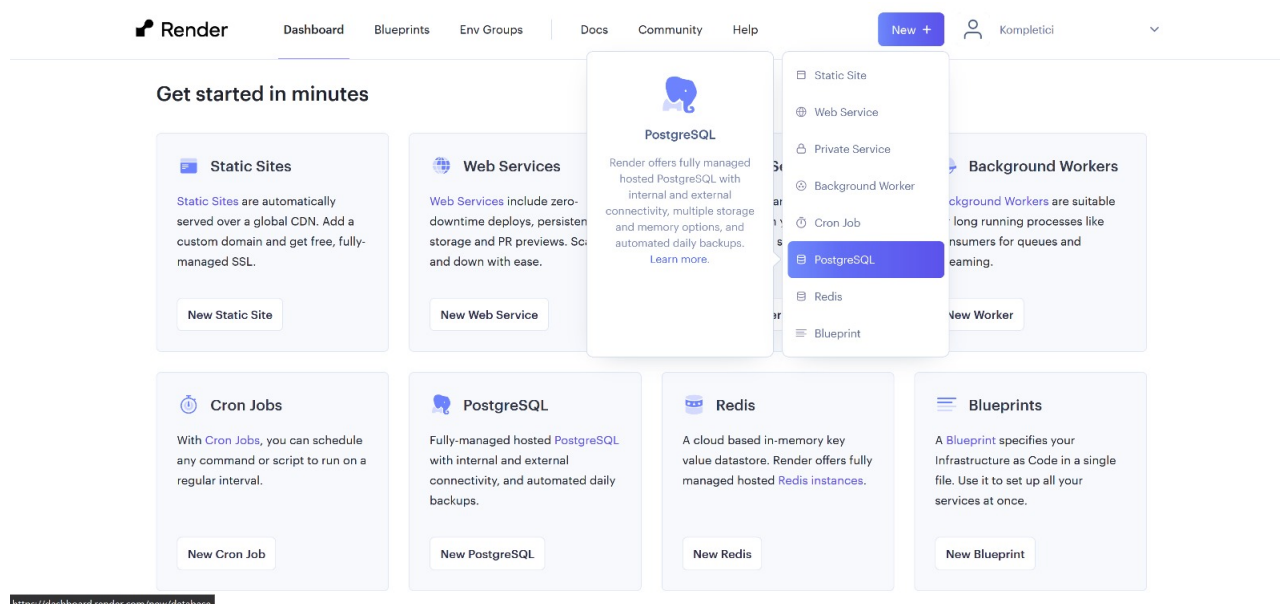 Render
Dashboard
Blueprints
Env Groups
Docs
Community
Help
New +
Kompletici
Get started in minutes
Static Sites
Static Sites are automatically
served over a global CDN. Add a
custom domain and get free, fully-
managed SSL.
New Static Site
Web Services
Web Services include zero-
downtime deploys, persisten
storage and PR previews. Sca
and down with ease.
New Web Service
PostgreSQL
Render offers fully managed
hosted PostgreSQL with
internal and external
connectivity, multiple storage
and memory options, and
automated daily backups.
Learn more.
Static Site
Web Service
Private Service
Background Worker
Cron Job
PostgreSQL
Redis
Blueprint
Background Workers
ckground Workers are suitable
long running processes like
nsumers for queues and
eaming.
New Worker
Cron Jobs
With Cron Jobs, you can schedule
any command or script to run on a
regular interval.
New Cron Job
PostgreSQL
Fully-managed hosted PostgreSQL
with internal and external
connectivity, and automated daily
backups.
New PostgreSQL
Redis
A cloud based in-memory key
value datastore. Render offers fully
managed hosted Redis instances.
New Redis
Blueprints
A Blueprint specifies your
Infrastructure as Code in a single
file. Use it to set up all your
services at once.
New Blueprint
https://dashboard.render.com/new/database